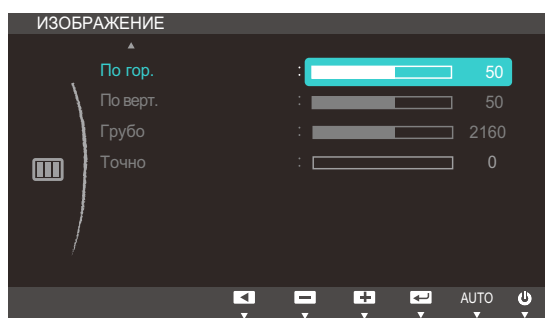 ИЗОБРАЖЕНИЕ
По гор. : 50
По верт. : 50
Грубо : 2160
Точно : 0
AUTO